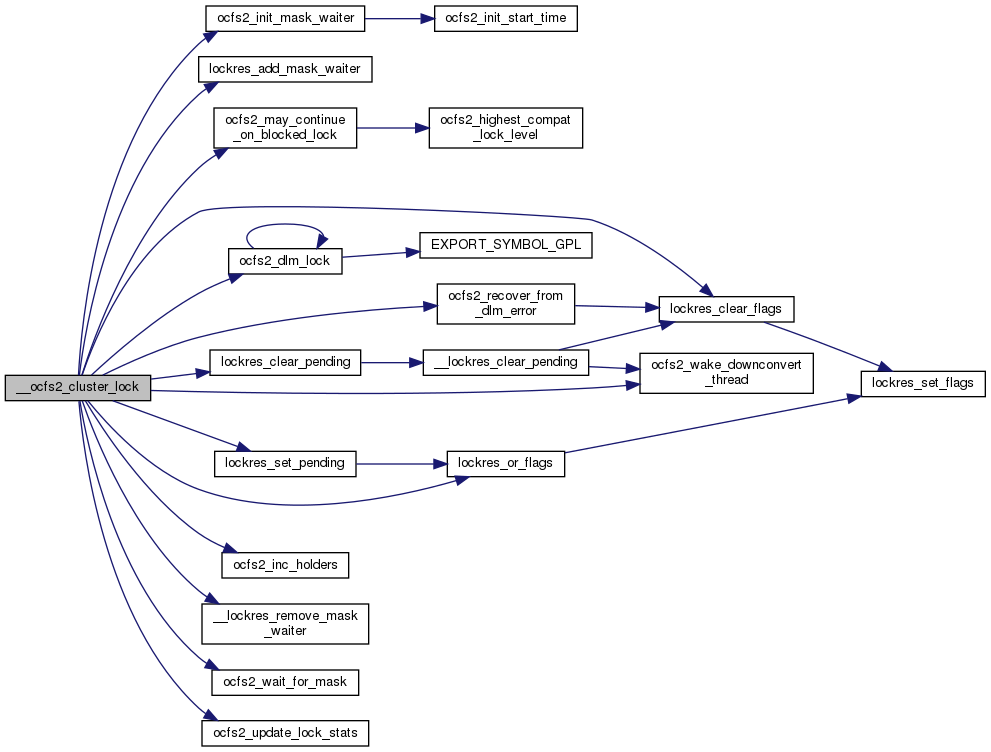 ocfs2_init_mask_waiter
ocfs2_init_start_time
lockres_add_mask_waiter
ocfs2_may_continue
_on_blocked_lock
ocfs2_highest_compat
_lock_level
ocfs2_dlm_lock
EXPORT_SYMBOL_GPL
ocfs2_recover_from
_dlm_error
lockres_clear_flags
lockres_clear_pending
__lockres_clear_pending
ocfs2_wake_downconvert
_thread
lockres_set_flags
__ocfs2_cluster_lock
lockres_set_pending
lockres_or_flags
ocfs2_inc_holders
__lockres_remove_mask
_waiter
ocfs2_wait_for_mask
ocfs2_update_lock_stats